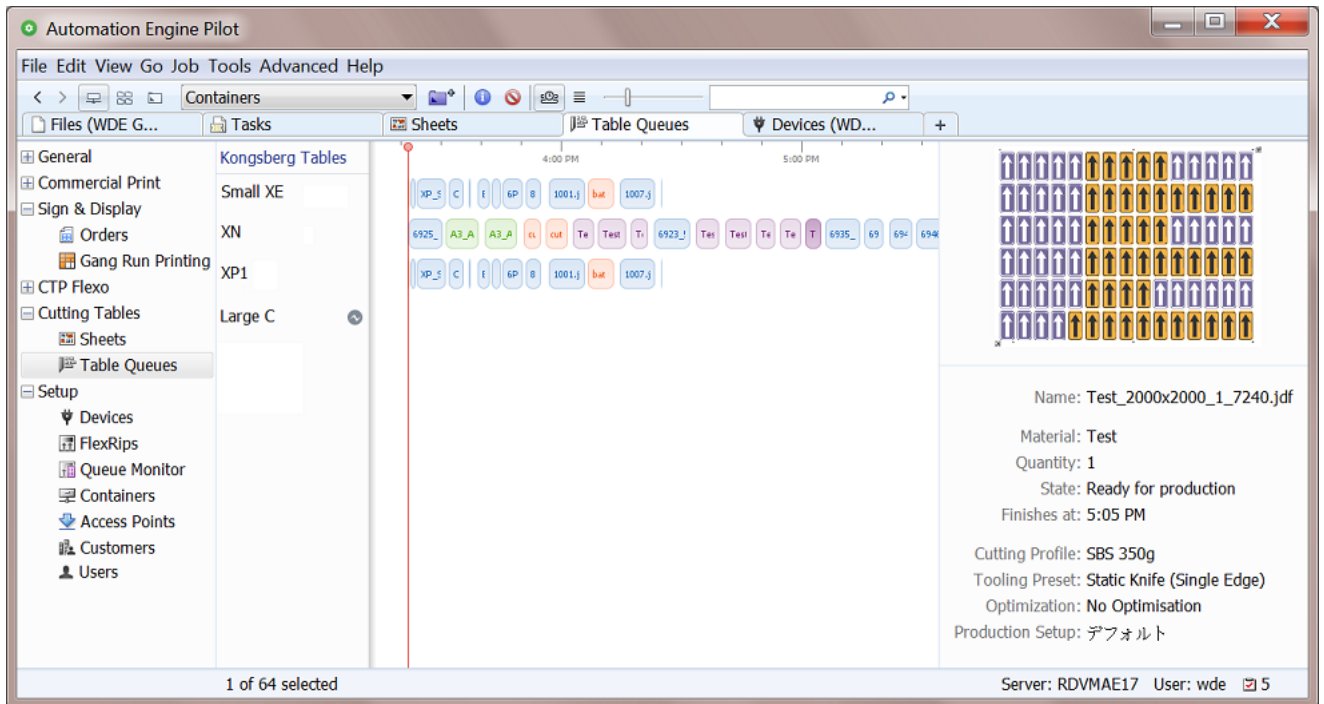 Automation Engine Pilot
File Edit View Go Job Tools Advanced Help
Containers
Files (WDE G... Tasks Sheets Table Queues Devices (WD... +
General
Commercial Print
Sign & Display
Orders
Gang Run Printing
CTP Flexo
Cutting Tables
Sheets
Table Queues
Setup
Devices
FlexRips
Queue Monitor
Containers
Access Points
Customers
Users
Kongsberg Tables
Small XE
XN
XP1
Large C
4:00 PM 5:00 PM
XP_S C E 6P 8 1001.j bat 1007.j
6925_ A3_A A3_A cu cut Te Test T 6923_! Tes Test Te Te T 6935_ 69 694 6940
XP_S C E 6P 8 1001.j bat 1007.j
Name: Test_2000x2000_1_7240.jdf
Material: Test
Quantity: 1
State: Ready for production
Finishes at: 5:05 PM
Cutting Profile: SBS 350g
Tooling Preset: Static Knife (Single Edge)
Optimization: No Optimisation
Production Setup: デフォルト
1 of 64 selected
Server: RDVMAE17 User: wde 5